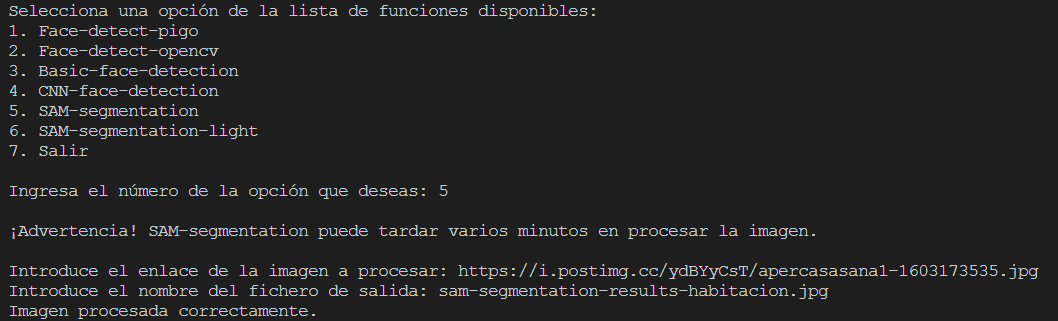 Selecciona una opción de la lista de funciones disponibles:
1. Face-detect-pigo
2. Face-detect-opencv
3. Basic-face-detection
4. CNN-face-detection
5. SAM-segmentation
6. SAM-segmentation-light
7. Salir
Ingresa el número de la opción que deseas: 5
¡Advertencia! SAM-segmentation puede tardar varios minutos en procesar la imagen.
Introduce el enlace de la imagen a procesar: https://i.postimg.cc/ydBYyCsT/apercasasana1-1603173535.jpg
Introduce el nombre del fichero de salida: sam-segmentation-results-habitacion.jpg
Imagen procesada correctamente.